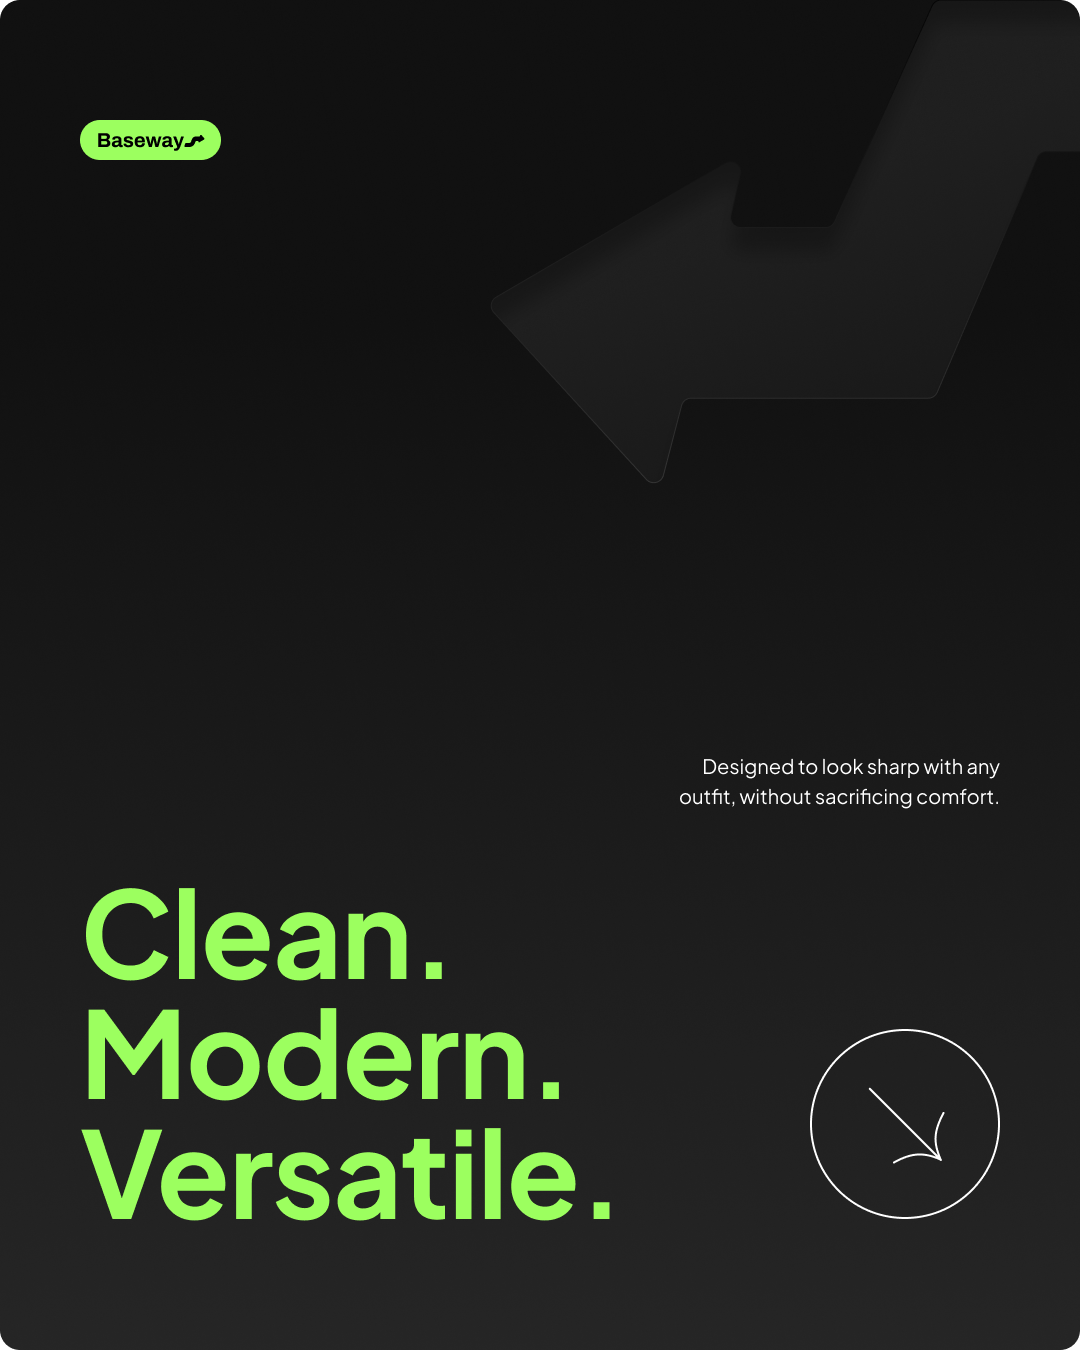 Baseway
Designed to look sharp with any
outfit, without sacrificing comfort.
Clean.
Modern.
Versatile.